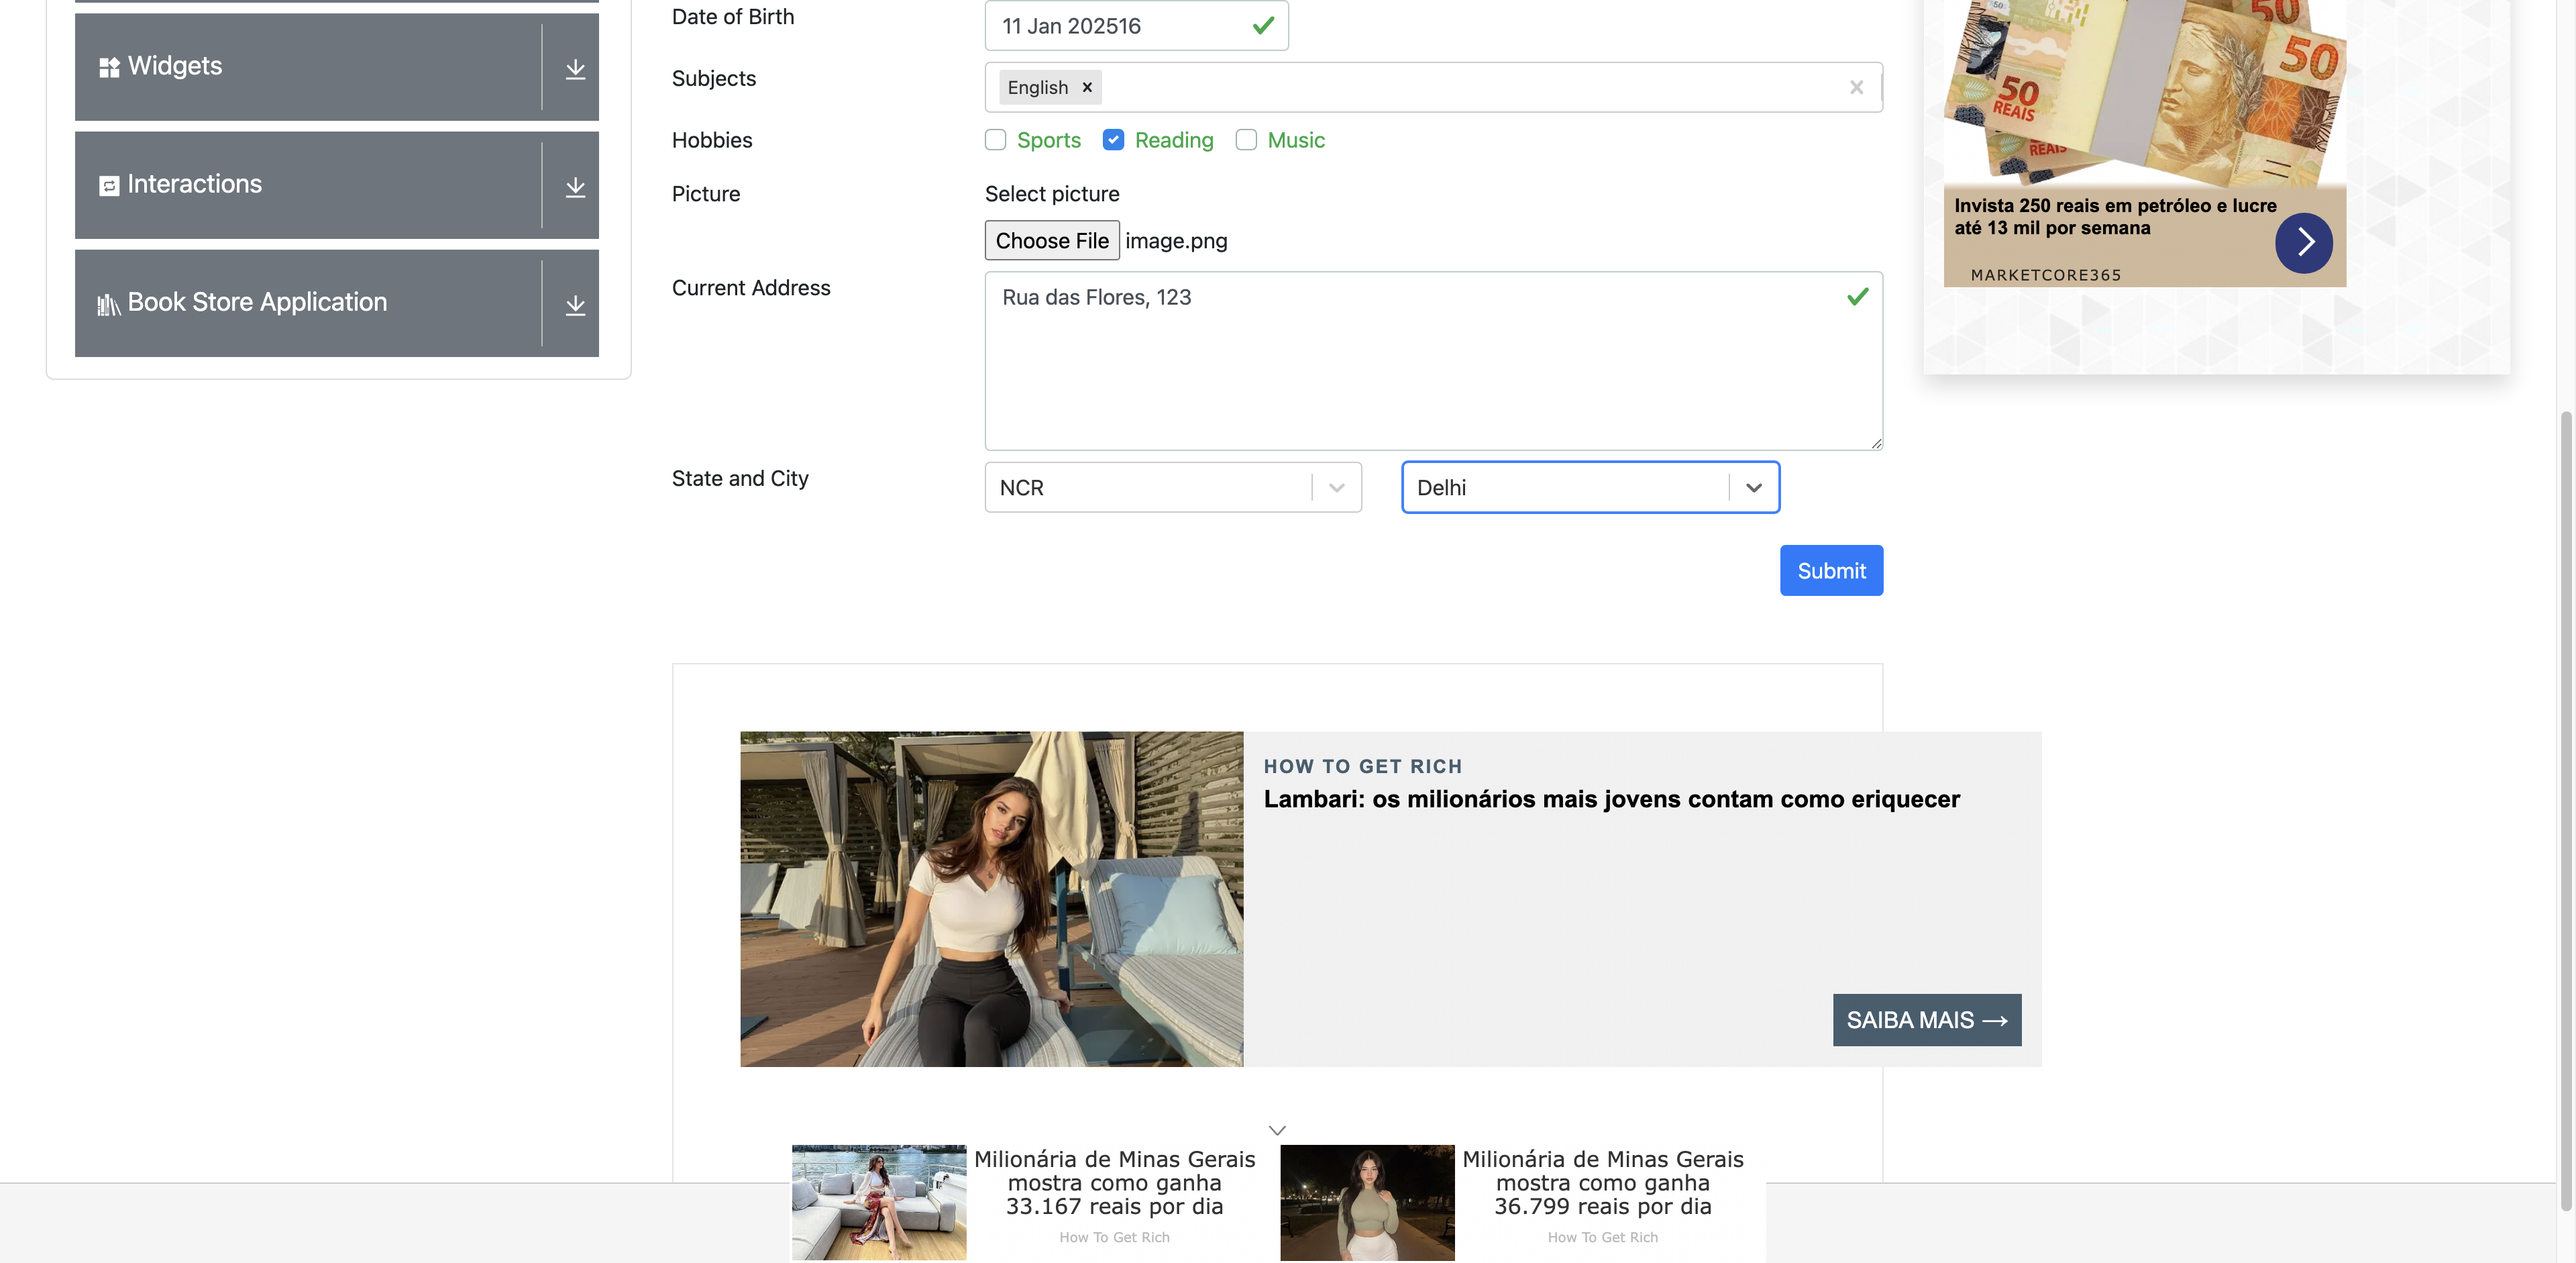 Widgets
Interactions
Book Store Application
Date of Birth
11 Jan 202516
Subjects
English ×
Hobbies
Sports
Reading
Music
Picture
Select picture
Choose File image.png
Current Address
Rua das Flores, 123
State and City
NCR
Delhi
Submit
50
50
50
50
REAIS
REAIS
Invista 250 reais em petróleo e lucre
até 13 mil por semana
MARKETCORE365
HOW TO GET RICH
Lambari: os milionários mais jovens contam como eriquecer
SAIBA MAIS →
Milionária de Minas Gerais
mostra como ganha
33.167 reais por dia
How To Get Rich
Milionária de Minas Gerais
mostra como ganha
36.799 reais por dia
How To Get Rich